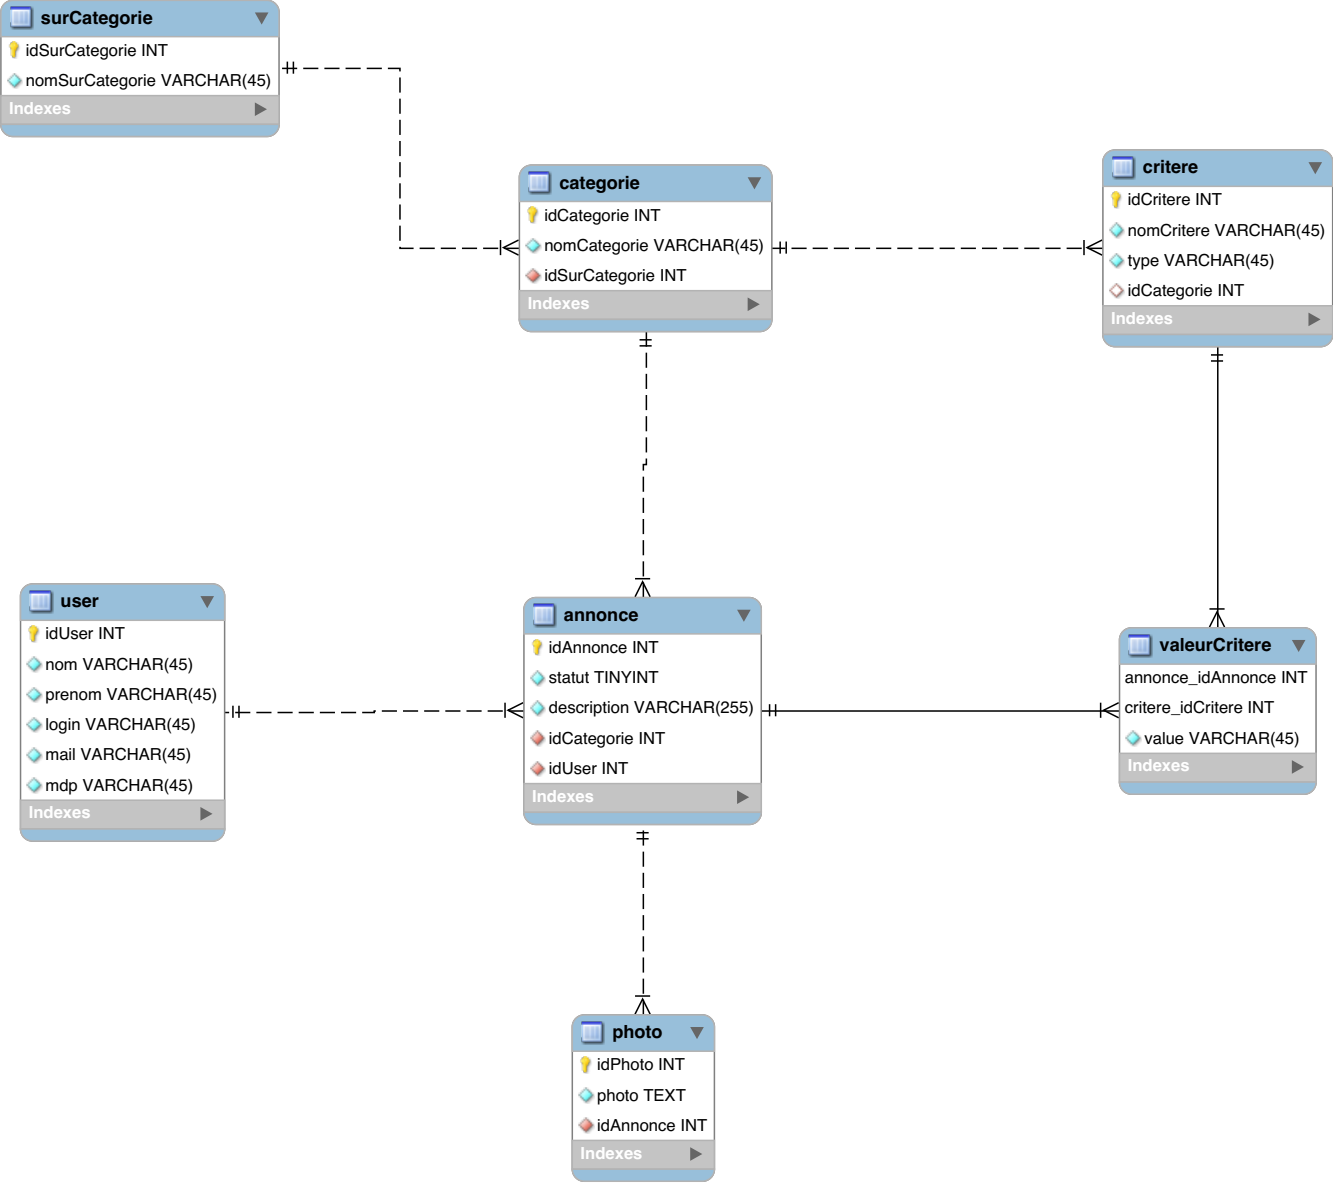 surCategorie
idSurCategorie INT
nomSurCategorie VARCHAR(45)
Indexes
categorie
idCategorie INT
nomCategorie VARCHAR(45)
idSurCategorie INT
Indexes
critere
idCritere INT
nomCritere VARCHAR(45)
type VARCHAR(45)
idCategorie INT
Indexes
user
idUser INT
nom VARCHAR(45)
prenom VARCHAR(45)
login VARCHAR(45)
mail VARCHAR(45)
mdp VARCHAR(45)
Indexes
annonce
idAnnonce INT
statut TINYINT
description VARCHAR(255)
idCategorie INT
idUser INT
Indexes
valeurCritere
annonce_idAnnonce INT
critere_idCritere INT
value VARCHAR(45)
Indexes
photo
idPhoto INT
photo TEXT
idAnnonce INT
Indexes